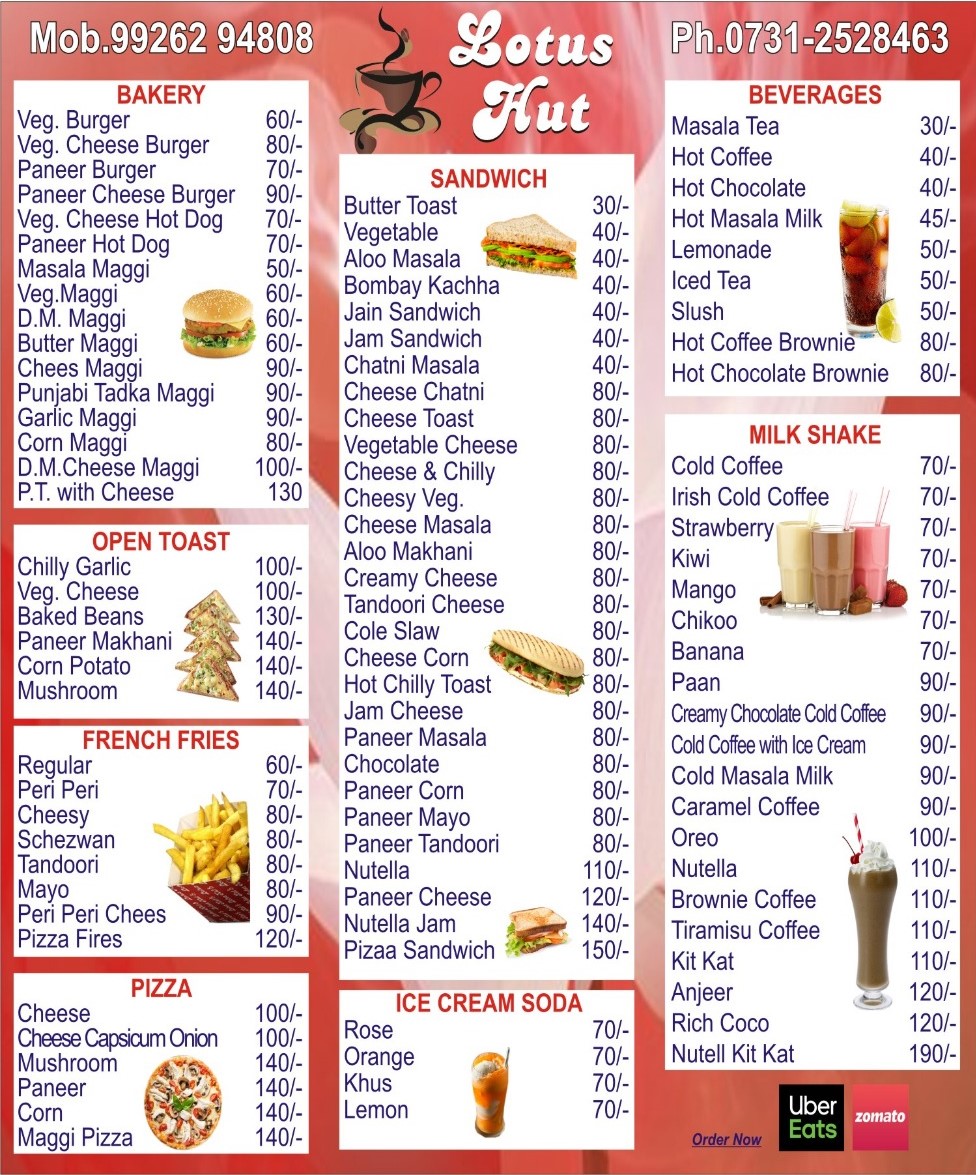 Mob.99262 94808
Lotus
Hut
Ph.0731-2528463
BAKERY
Veg. Burger 60/-
Veg. Cheese Burger 80/-
Paneer Burger 70/-
Paneer Cheese Burger 90/-
Veg. Cheese Hot Dog 70/-
Paneer Hot Dog 70/-
Masala Maggi 50/-
Veg.Maggi 60/-
D.M. Maggi 60/-
Butter Maggi 60/-
Chees Maggi 90/-
Punjabi Tadka Maggi 90/-
Garlic Maggi 90/-
Corn Maggi 80/-
D.M.Cheese Maggi 100/-
P.T. with Cheese 130
OPEN TOAST
Chilly Garlic 100/-
Veg. Cheese 100/-
Baked Beans 130/-
Paneer Makhani 140/-
Corn Potato 140/-
Mushroom 140/-
FRENCH FRIES
Regular 60/-
Peri Peri 70/-
Cheesy 80/-
Schezwan 80/-
Tandoori 80/-
Mayo 80/-
Peri Peri Chees 90/-
Pizza Fires 120/-
PIZZA
Cheese 100/-
Cheese Capsicum Onion 100/-
Mushroom 140/-
Paneer 140/-
Corn 140/-
Maggi Pizza 140/-
SANDWICH
Butter Toast 30/-
Vegetable 40/-
Aloo Masala 40/-
Bombay Kachha 40/-
Jain Sandwich 40/-
Jam Sandwich 40/-
Chatni Masala 40/-
Cheese Chatni 80/-
Cheese Toast 80/-
Vegetable Cheese 80/-
Cheese & Chilly 80/-
Cheesy Veg. 80/-
Cheese Masala 80/-
Aloo Makhani 80/-
Creamy Cheese 80/-
Tandoori Cheese 80/-
Cole Slaw 80/-
Cheese Corn 80/-
Hot Chilly Toast 80/-
Jam Cheese 80/-
Paneer Masala 80/-
Chocolate 80/-
Paneer Corn 80/-
Paneer Mayo 80/-
Paneer Tandoori 80/-
Nutella 110/-
Paneer Cheese 120/-
Nutella Jam 140/-
Pizaa Sandwich 150/-
ICE CREAM SODA
Rose 70/-
Orange 70/-
Khus 70/-
Lemon 70/-
BEVERAGES
Masala Tea 30/-
Hot Coffee 40/-
Hot Chocolate 40/-
Hot Masala Milk 45/-
Lemonade 50/-
Iced Tea 50/-
Slush 50/-
Hot Coffee Brownie 80/-
Hot Chocolate Brownie 80/-
MILK SHAKE
Cold Coffee 70/-
Irish Cold Coffee 70/-
Strawberry 70/-
Kiwi 70/-
Mango 70/-
Chikoo 70/-
Banana 70/-
Paan 90/-
Creamy Chocolate Cold Coffee 90/-
Cold Coffee with Ice Cream 90/-
Cold Masala Milk 90/-
Caramel Coffee 90/-
Oreo 100/-
Nutella 110/-
Brownie Coffee 110/-
Tiramisu Coffee 110/-
Kit Kat 110/-
Anjeer 120/-
Rich Coco 120/-
Nutell Kit Kat 190/-
Order Now
Uber
Eats
zomato